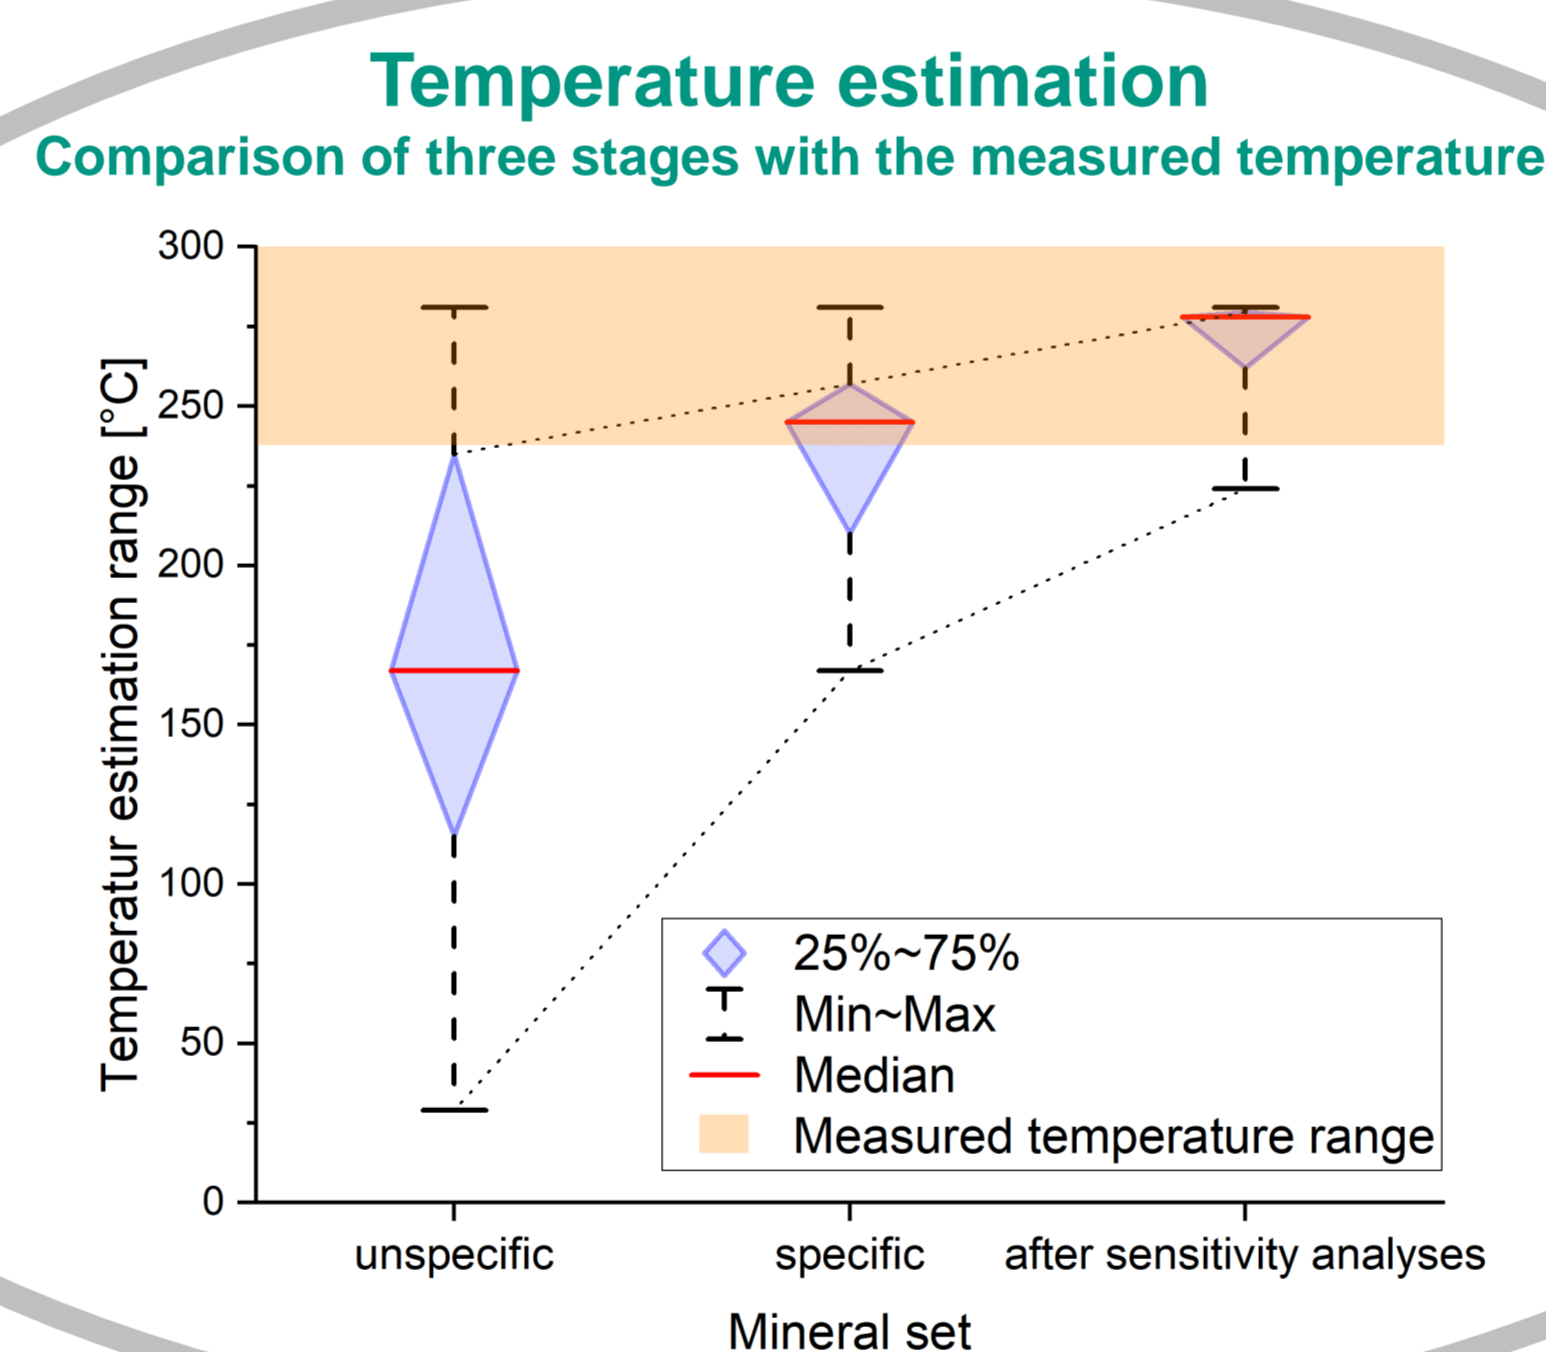 Temperature estimation
Comparison of three stages with the measured temperature
Temperatur estimation range [°C]
300
250
200
150
100
50
0
25%~75%
Min~Max
Median
Measured temperature range
unspecific
specific
after sensitivity analyses
Mineral set